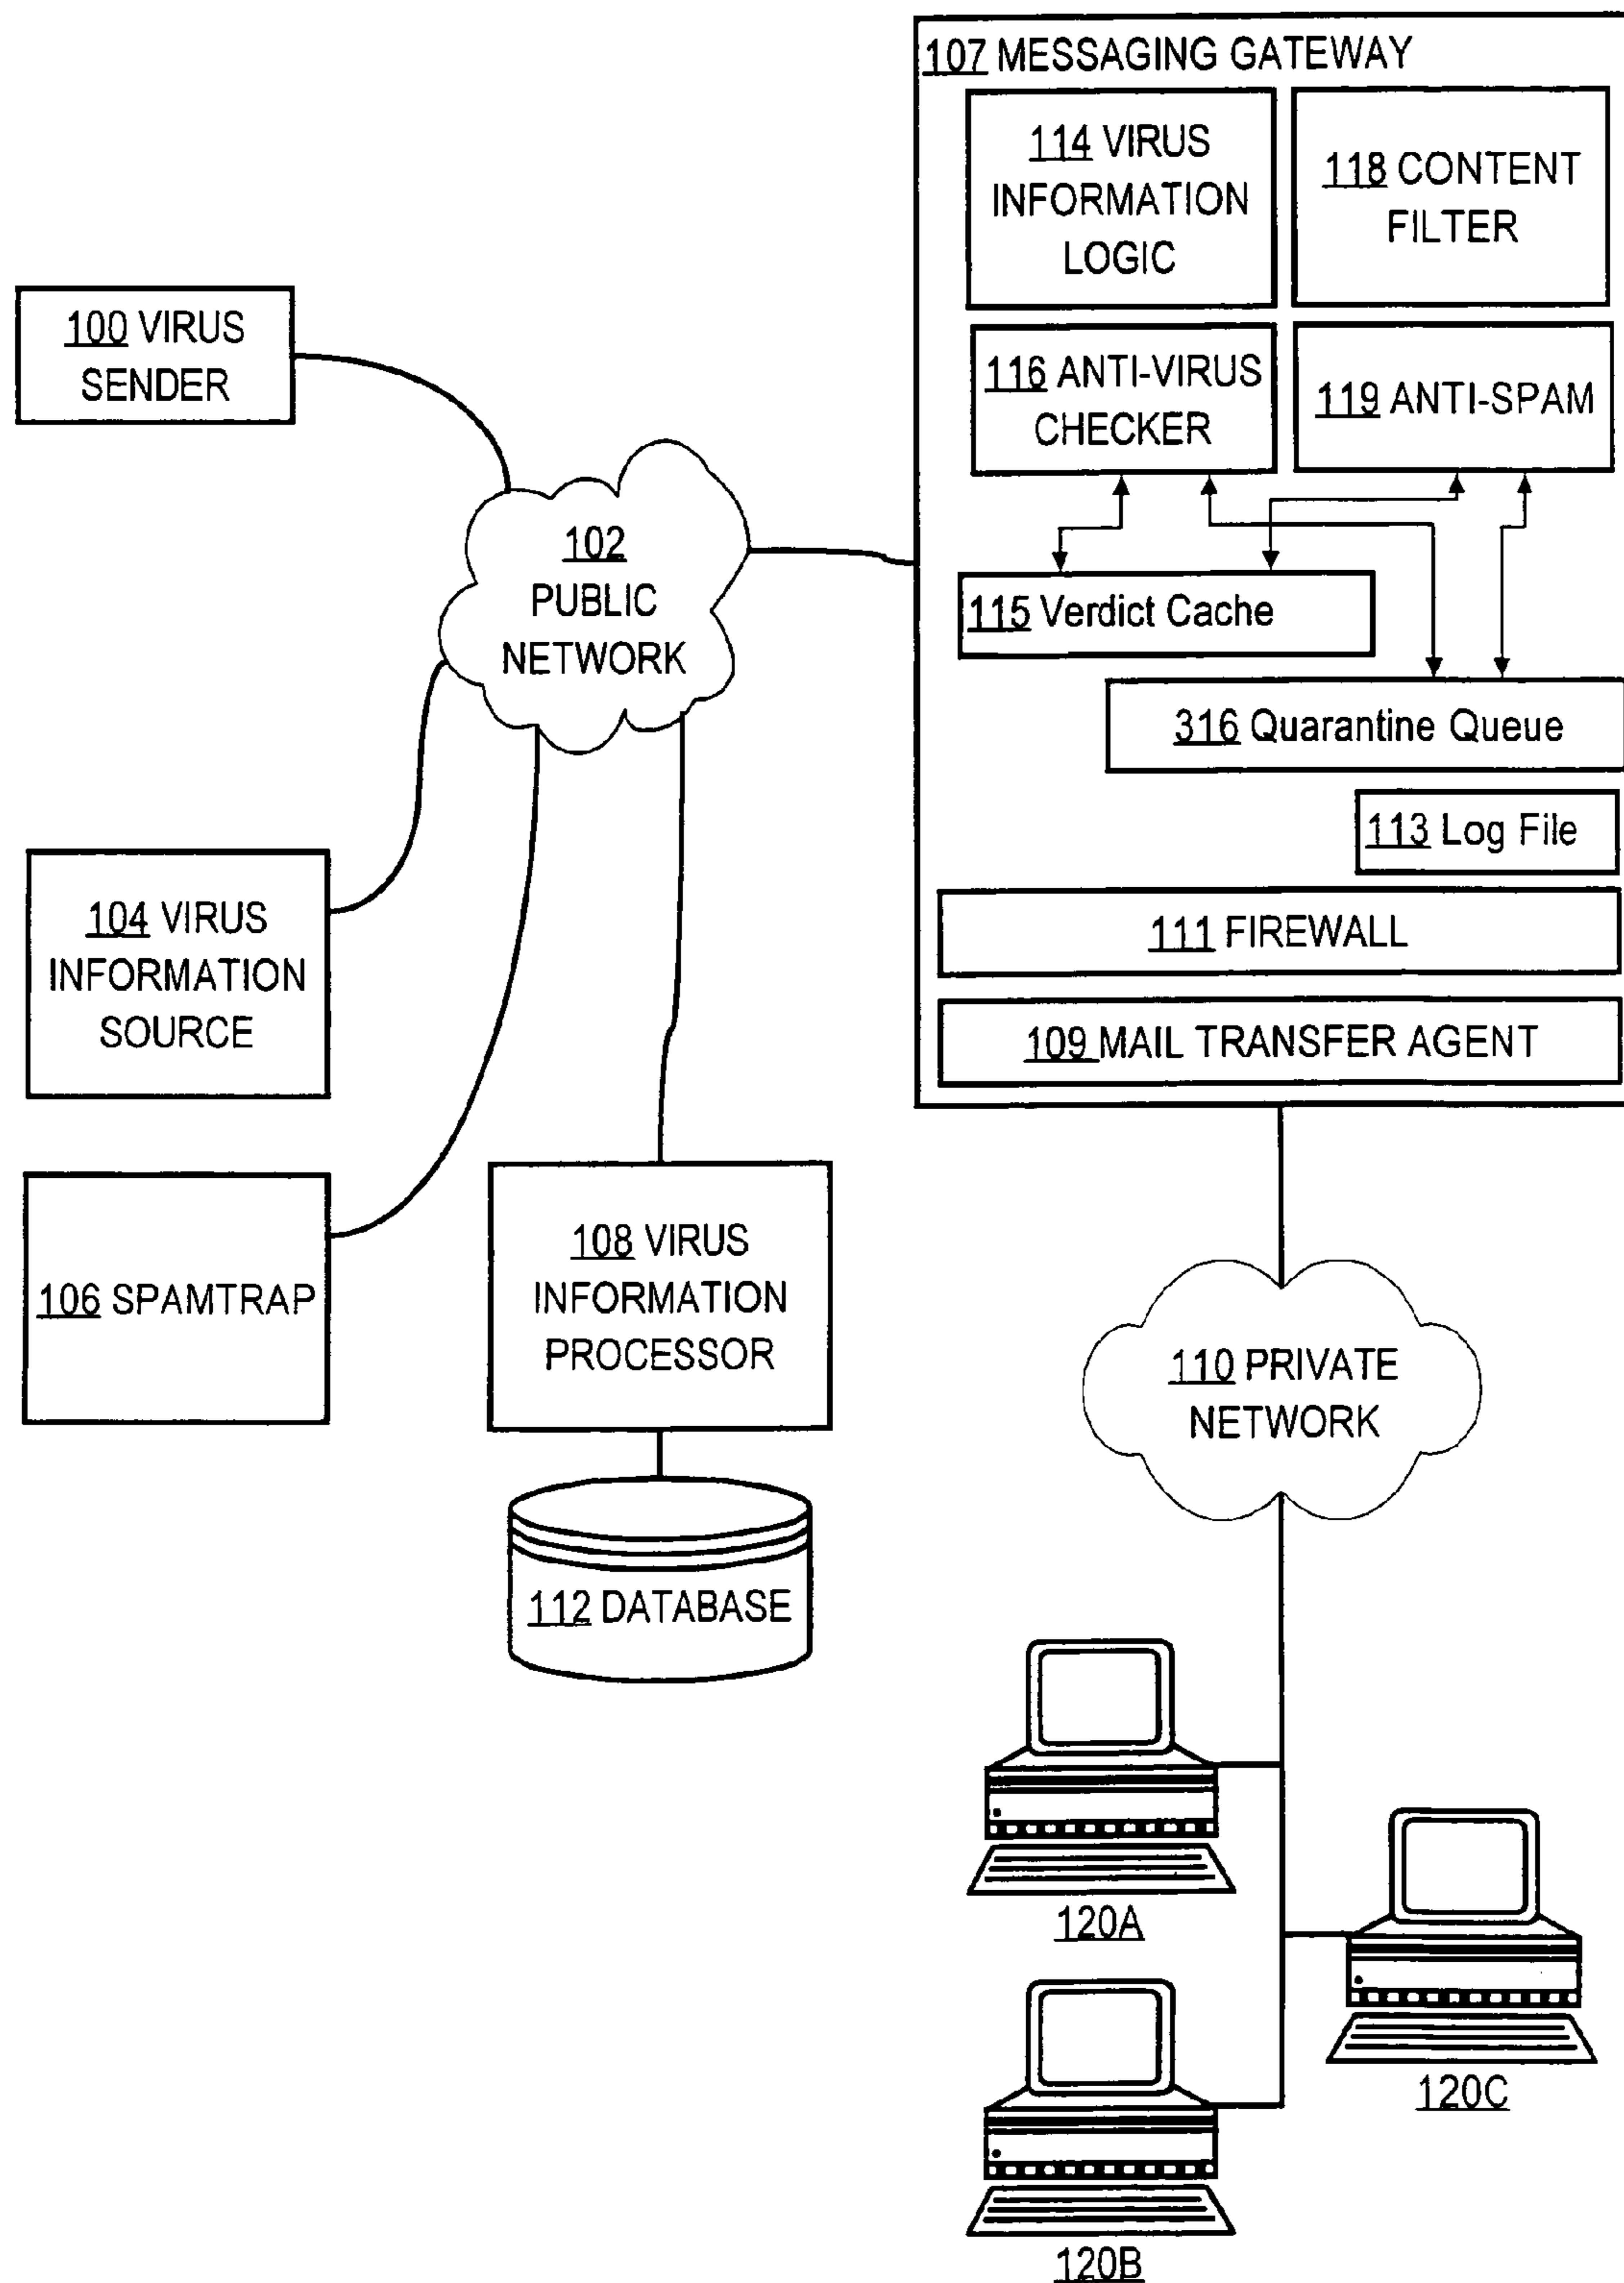 107 MESSAGING GATEWAY
114 VIRUS
INFORMATION
LOGIC
118 CONTENT
FILTER
100 VIRUS
SENDER
116 ANTI-VIRUS
CHECKER
119 ANTI-SPAM
102
PUBLIC
NETWORK
115 Verdict Cache
316 Quarantine Queue
113 Log File
104 VIRUS
INFORMATION
SOURCE
111 FIREWALL
109 MAIL TRANSFER AGENT
106 SPAMTRAP
108 VIRUS
INFORMATION
PROCESSOR
110 PRIVATE
NETWORK
112 DATABASE
120A
120C
120B